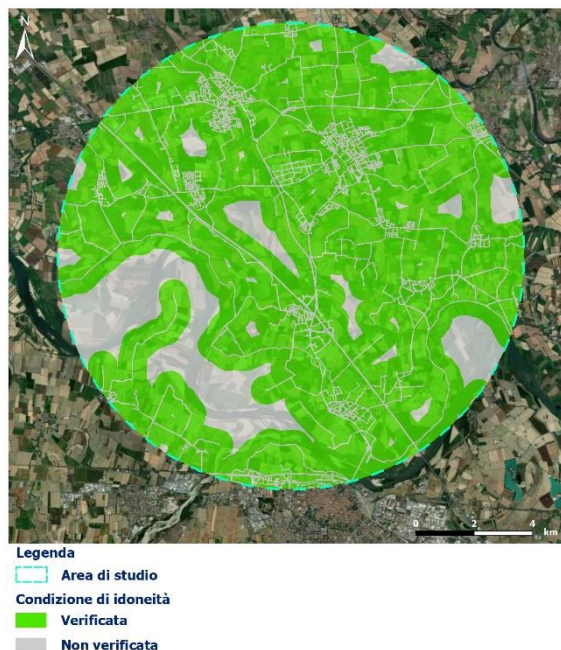 N
0 2 4
km
Legenda
Area di studio
Condizione di idoneità
Verificata
Non verificata